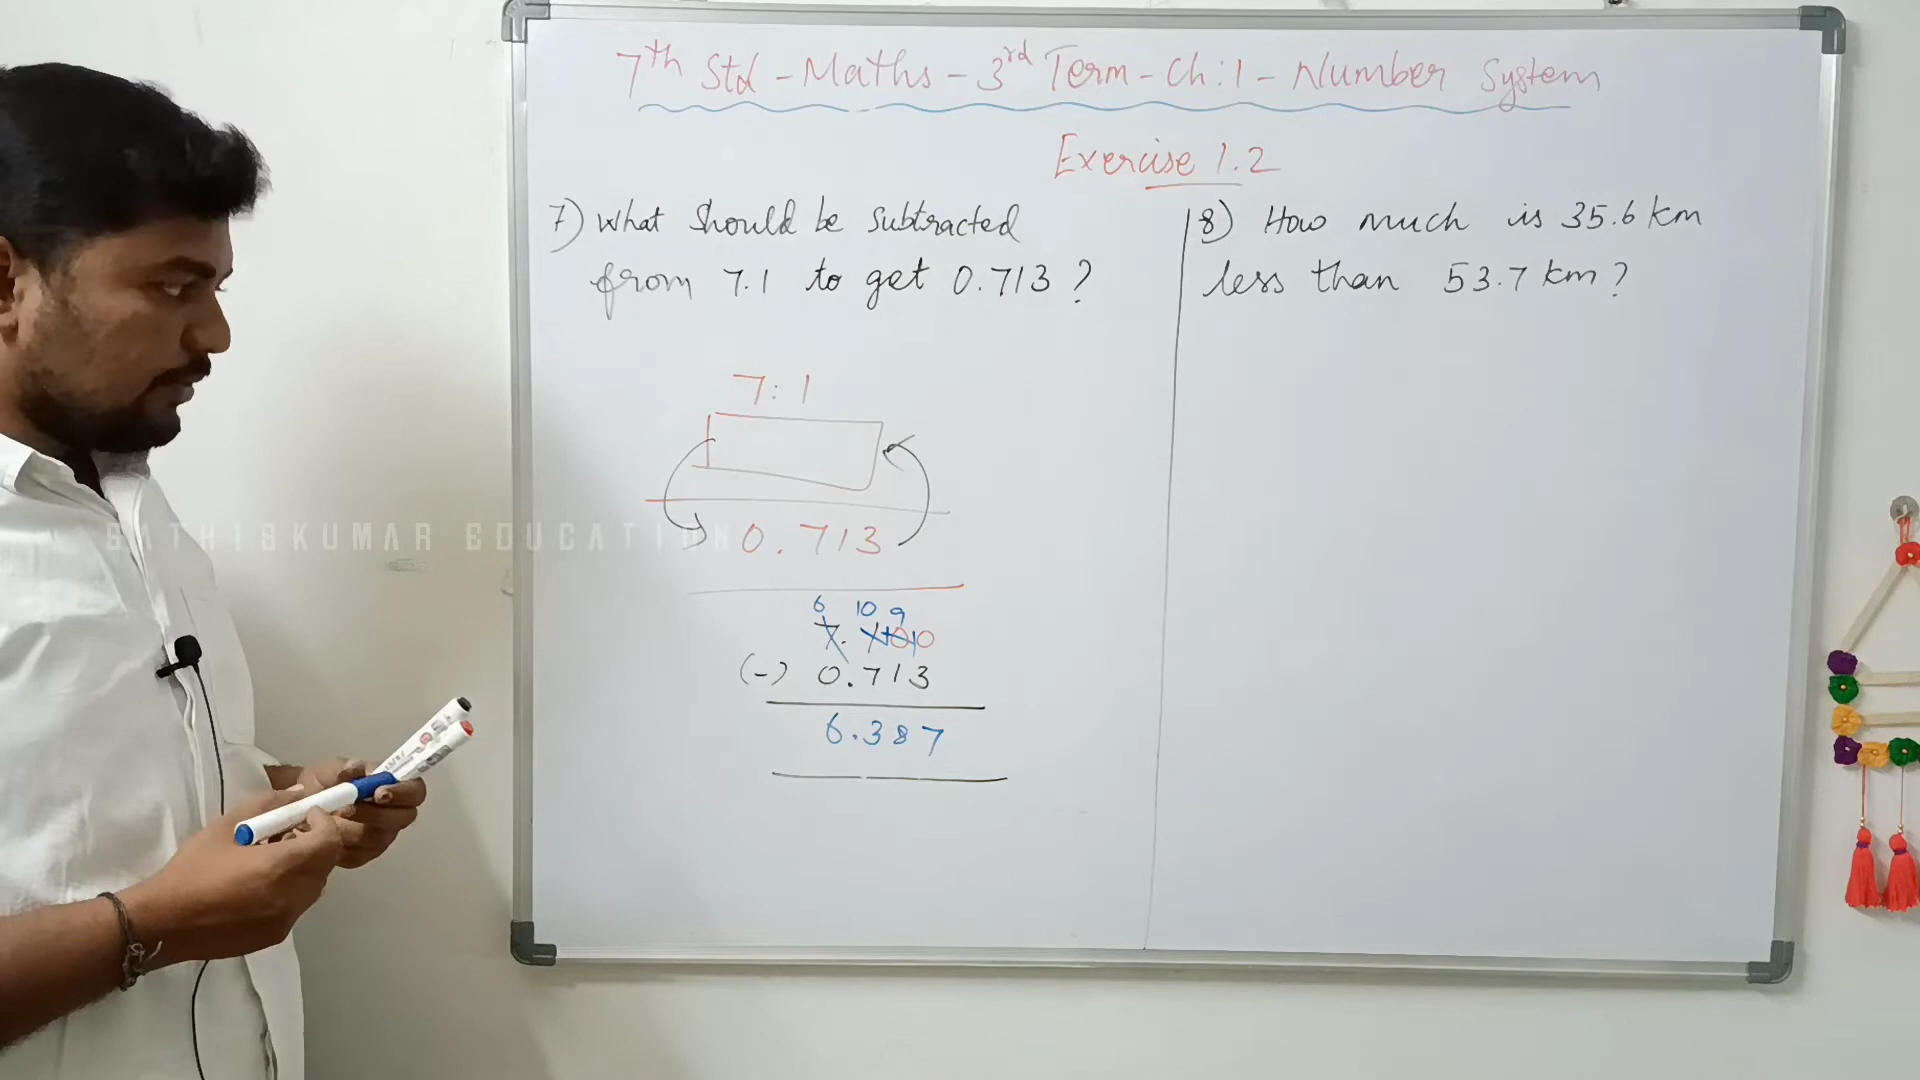 7th Std - Maths - 3rd Term - Ch:1 - Number System
Exercise 1.2
7) What should be subtracted
from 7.1 to get 0.713 ?
7:1
0.713
6 10 9
7.100
(-) 0.713
6.387
8) How much is 35.6 km
less than 53.7 km ?
SATHISKUMAR EDUCATION